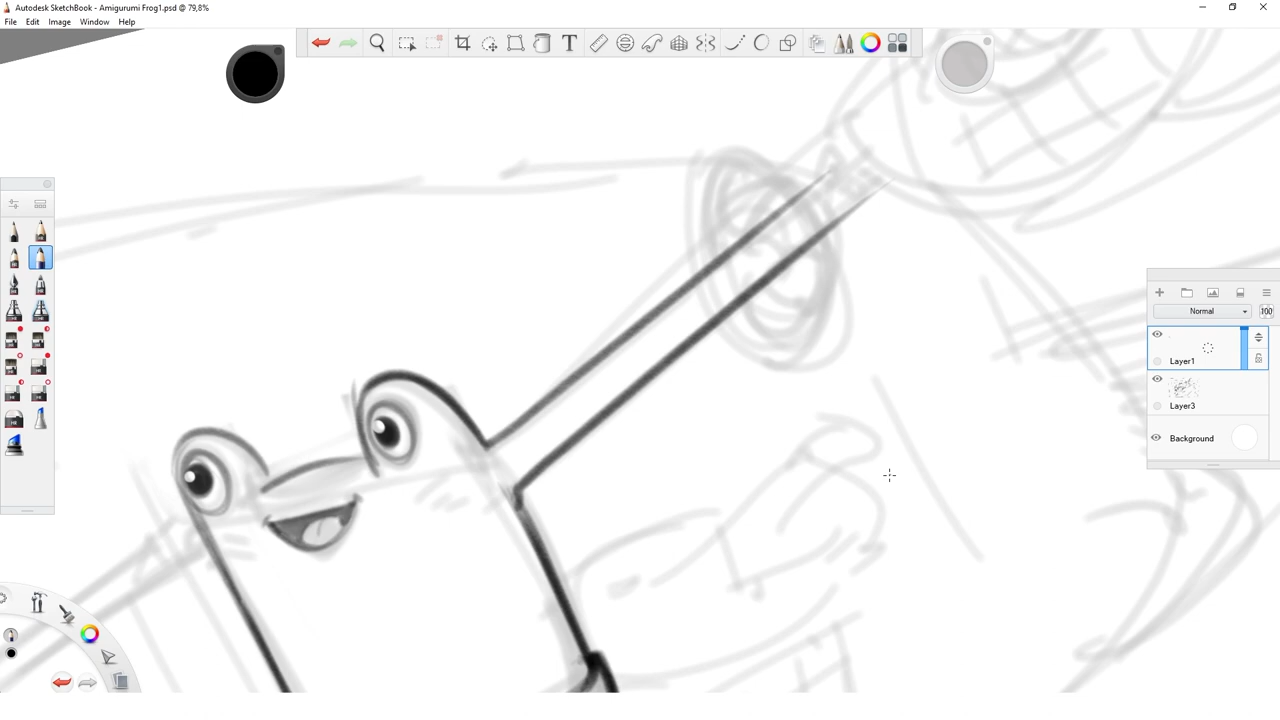 Autodesk SketchBook - Amigurumi Frog1.psd @ 79,8%
File Edit Image Window Help
Normal
100
Layer1
Layer3
Background